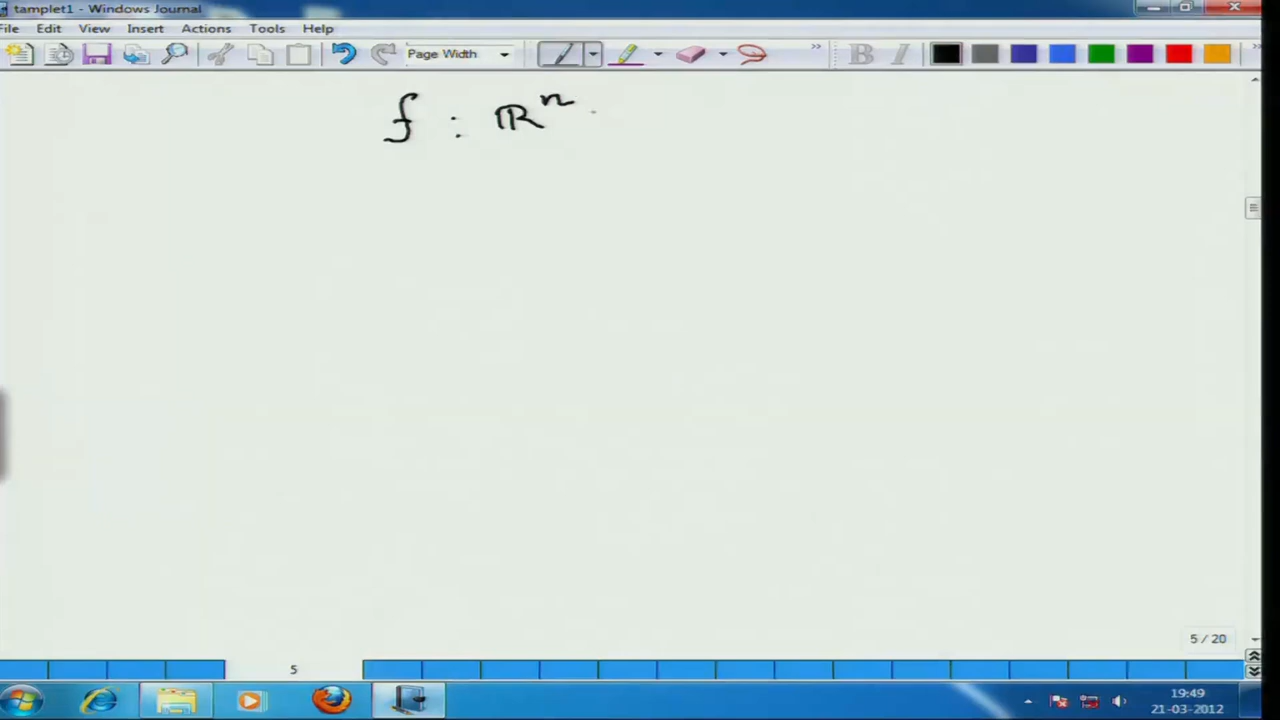 tamplet1 - Windows Journal
File Edit View Insert Actions Tools Help
Page Width
B I
f : ℝⁿ
5 / 20
5
19:49
21-03-2012